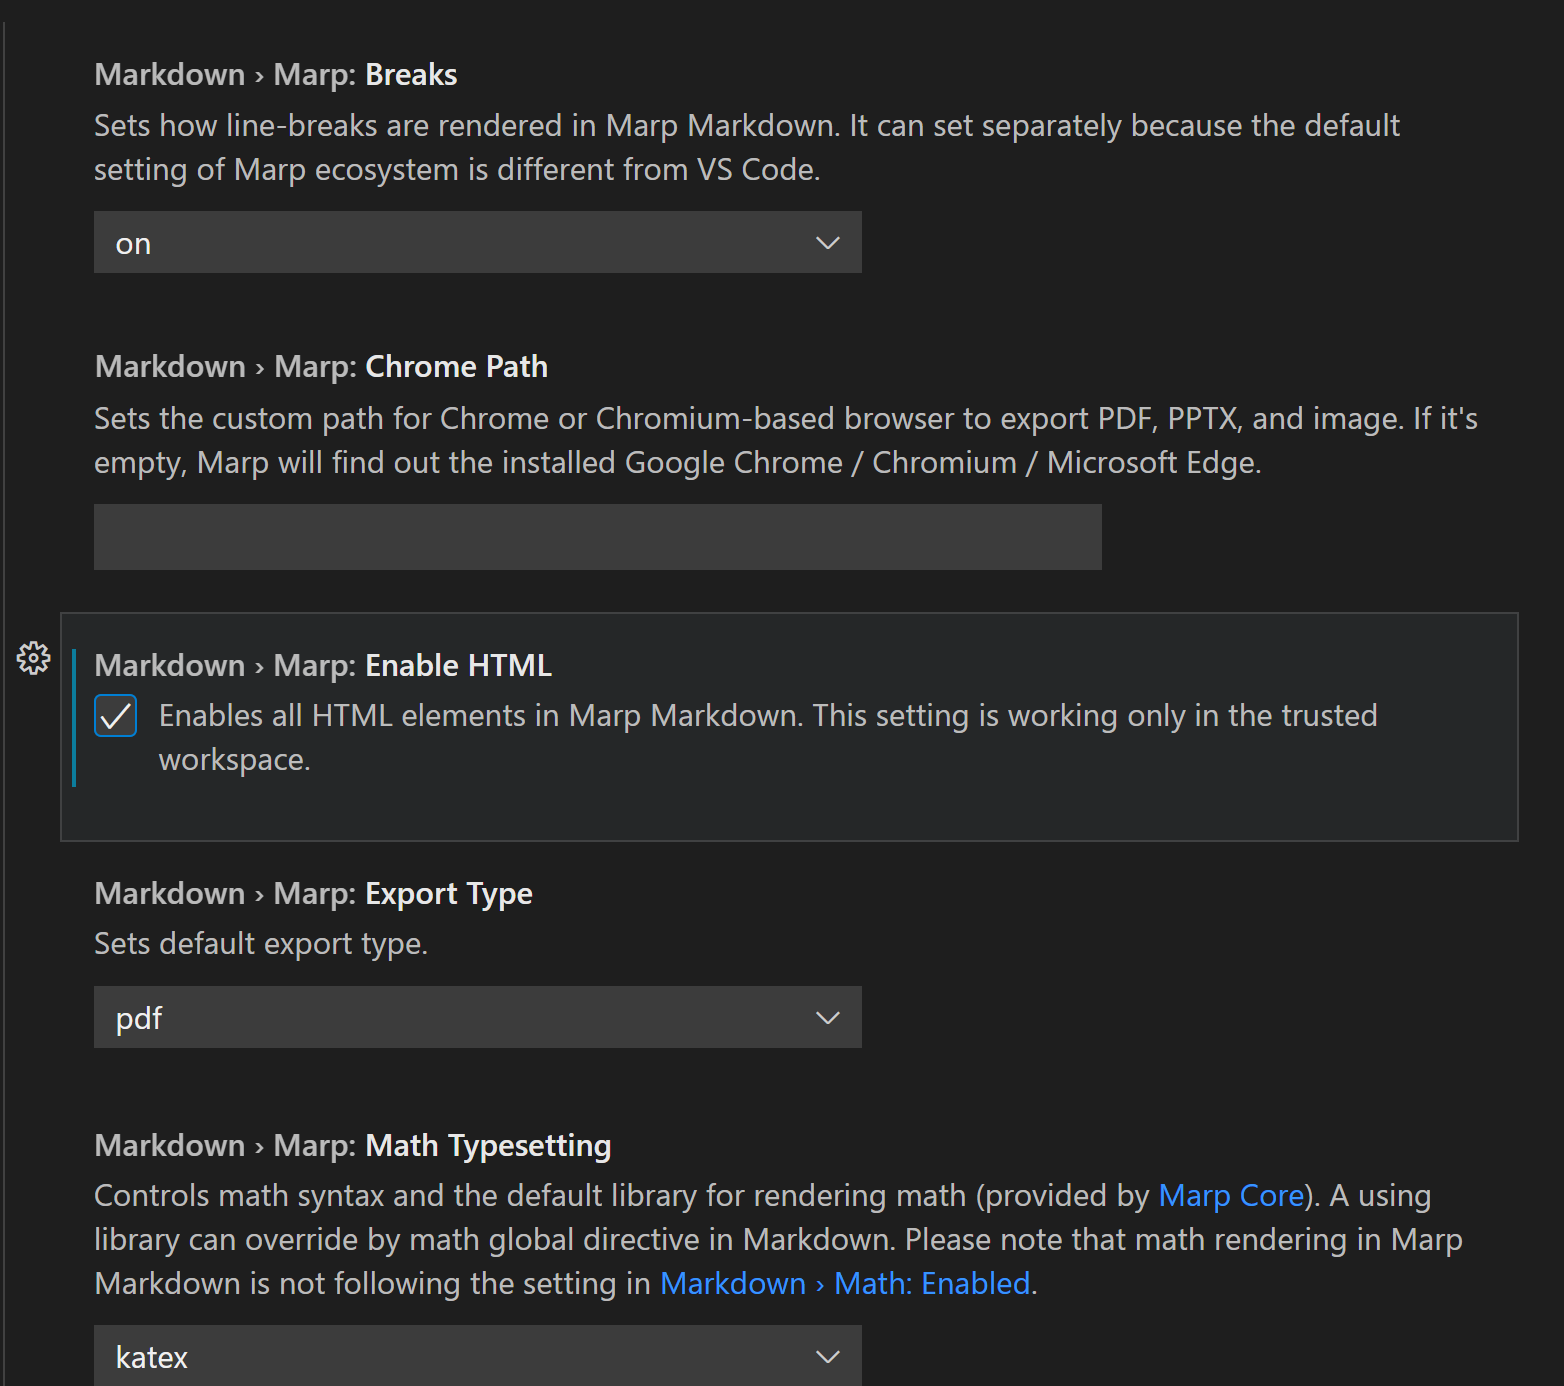 Markdown › Marp: Breaks
Sets how line-breaks are rendered in Marp Markdown. It can set separately because the default
setting of Marp ecosystem is different from VS Code.
on
Markdown › Marp: Chrome Path
Sets the custom path for Chrome or Chromium-based browser to export PDF, PPTX, and image. If it's
empty, Marp will find out the installed Google Chrome / Chromium / Microsoft Edge.
Markdown › Marp: Enable HTML
Enables all HTML elements in Marp Markdown. This setting is working only in the trusted
workspace.
Markdown › Marp: Export Type
Sets default export type.
pdf
Markdown › Marp: Math Typesetting
Controls math syntax and the default library for rendering math (provided by Marp Core). A using
library can override by math global directive in Markdown. Please note that math rendering in Marp
Markdown is not following the setting in Markdown › Math: Enabled.
katex